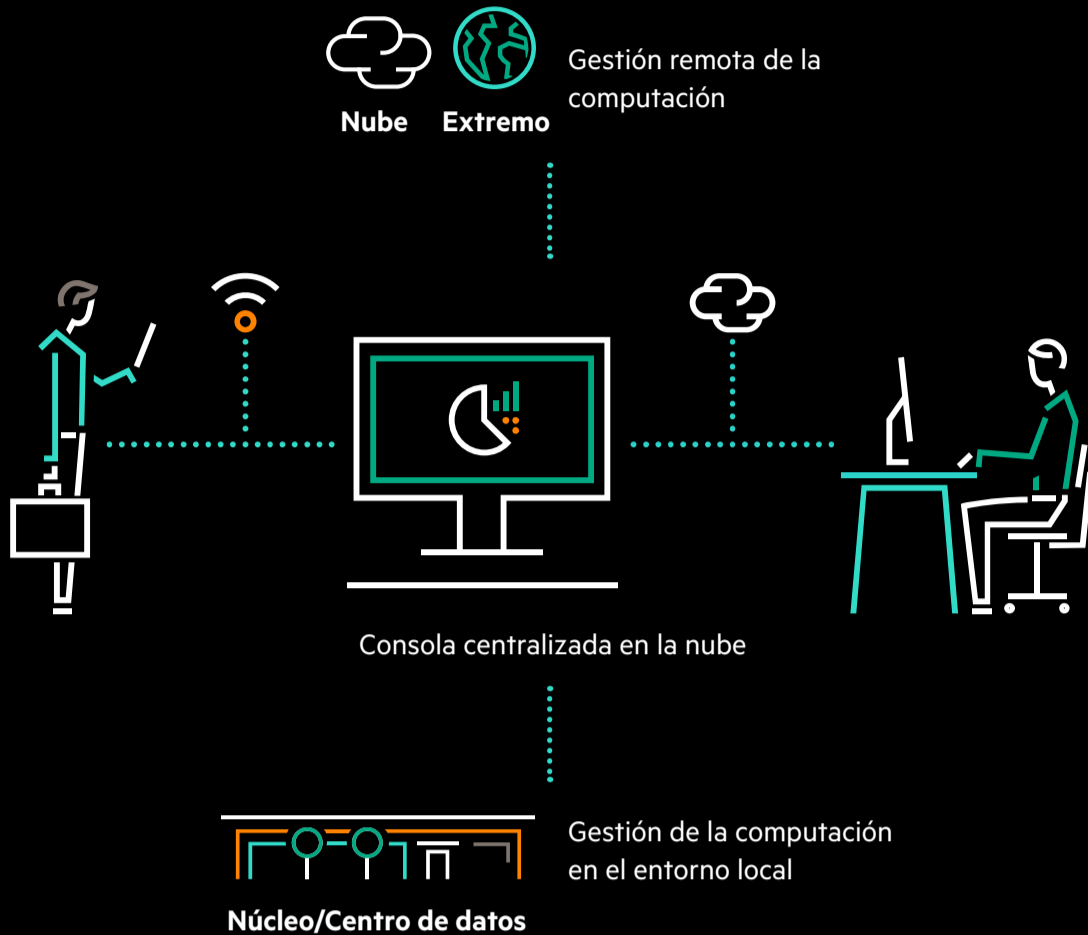 Gestión remota de la
computación
Nube Extremo
Consola centralizada en la nube
Gestión de la computación
en el entorno local
Núcleo/Centro de datos